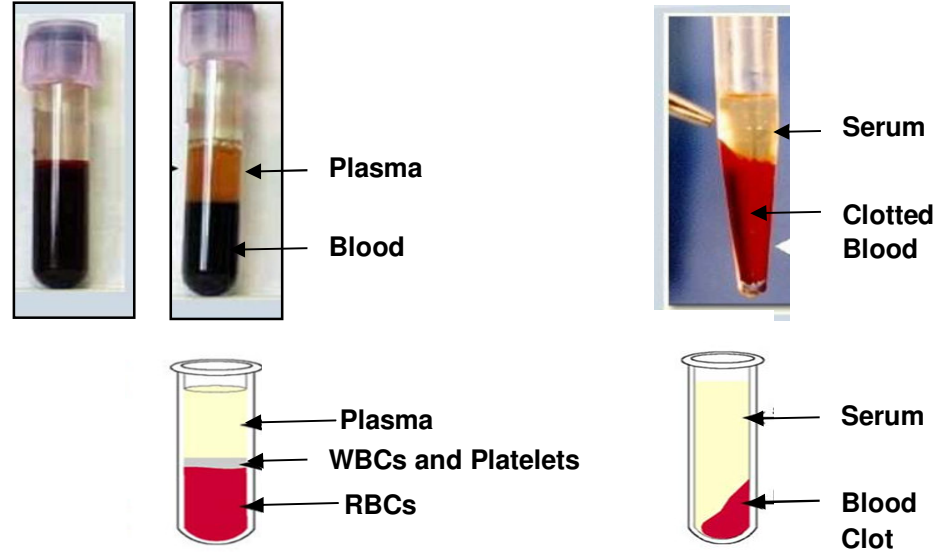 Plasma
Blood
Serum
Clotted
Blood
Plasma
WBCs and Platelets
RBCs
Serum
Blood
Clot